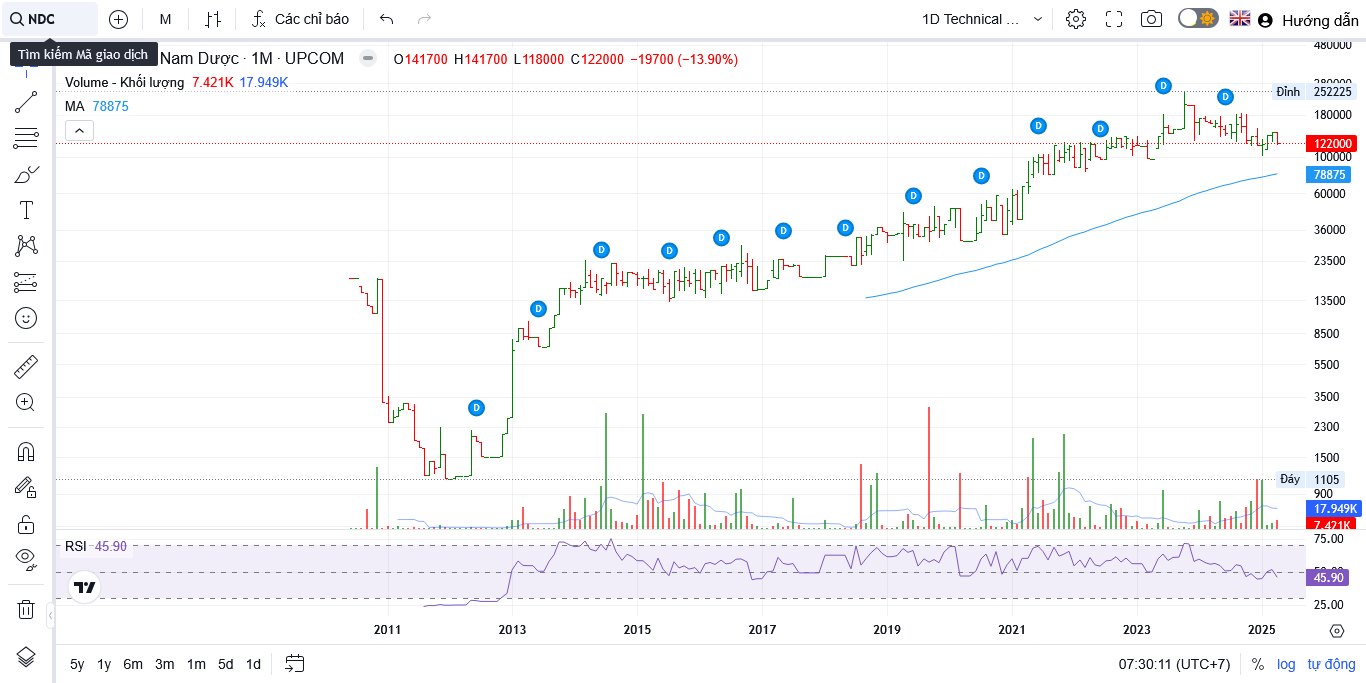 NDC
M
Các chỉ báo
1D Technical ...
Hướng dẫn
Tìm kiếm Mã giao dịch
Nam Dược · 1M · UPCOM
O141700 H141700 L118000 C122000 −19700 (−13.90%)
Volume - Khối lượng 7.421K 17.949K
MA 78875
D
D
D
D
D
D
D
D
D
D
D
D
D
D
480000
280000
Đỉnh 252225
180000
122000
100000
78875
60000
36000
23500
13500
8500
5500
3500
2300
1500
Đáy 1105
900
17.949K
7.421K
RSI 45.90
75.00
50.00
45.90
25.00
2011 2013 2015 2017 2019 2021 2023 2025
5y 1y 6m 3m 1m 5d 1d
07:30:11 (UTC+7) % log tự động